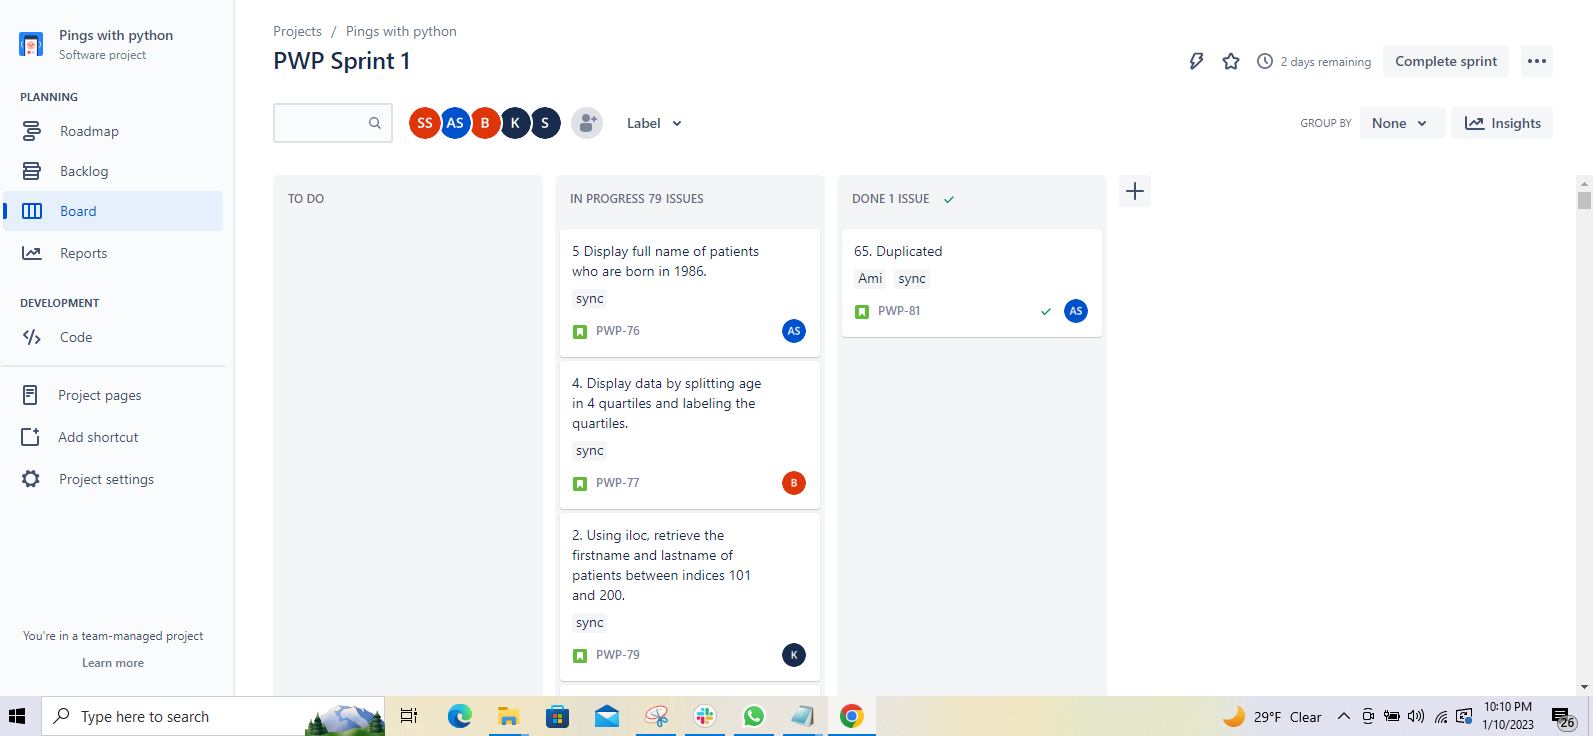 Pings with python
Software project
PLANNING
Roadmap
Backlog
Board
Reports
DEVELOPMENT
Code
Project pages
Add shortcut
Project settings
You're in a team-managed project
Learn more
Projects / Pings with python
PWP Sprint 1
2 days remaining
Complete sprint
SS AS B K S
Label
GROUP BY None
Insights
TO DO
IN PROGRESS 79 ISSUES
5 Display full name of patients
who are born in 1986.
sync
PWP-76
AS
4. Display data by splitting age
in 4 quartiles and labeling the
quartiles.
sync
PWP-77
B
2. Using iloc, retrieve the
firstname and lastname of
patients between indices 101
and 200.
sync
PWP-79
K
DONE 1 ISSUE
65. Duplicated
Ami sync
PWP-81
AS
Type here to search
29°F Clear
10:10 PM
1/10/2023
26